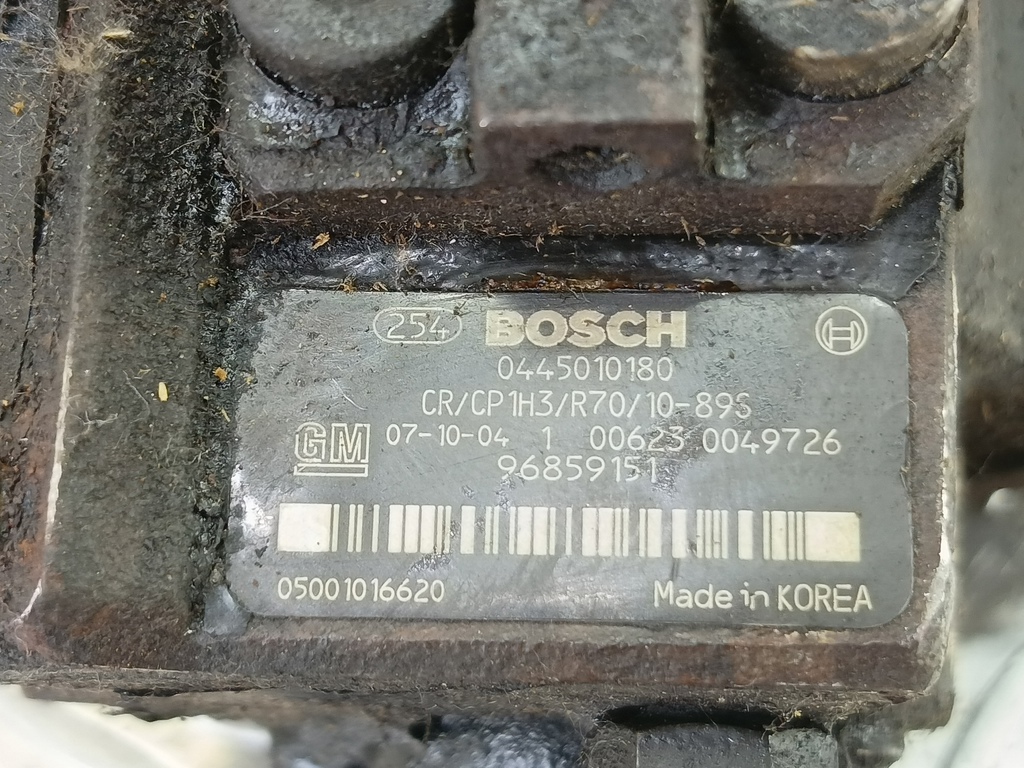 254 BOSCH
0445010180
CR/CP1H3/R70/10-89S
GM 07-10-04 1 00623 0049726
96859151
05001016620 Made in KOREA